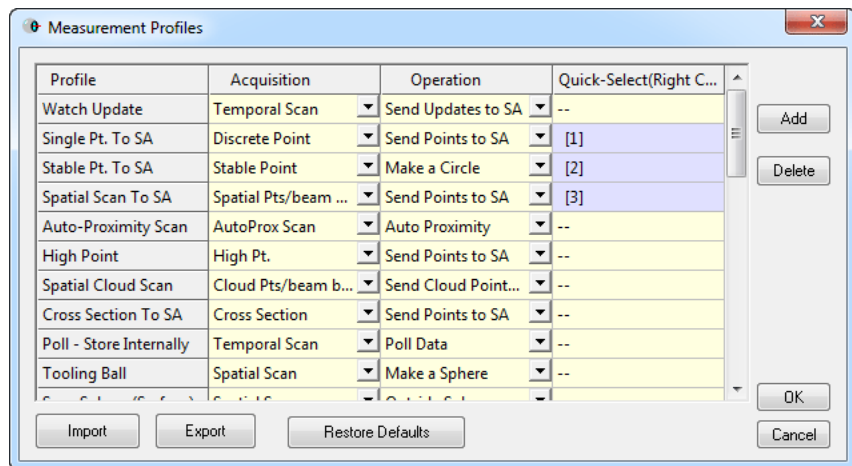 Measurement Profiles
Profile Acquisition Operation Quick-Select(Right C...
Watch Update Temporal Scan Send Updates to SA --
Single Pt. To SA Discrete Point Send Points to SA [1]
Stable Pt. To SA Stable Point Make a Circle [2]
Spatial Scan To SA Spatial Pts/beam ... Send Points to SA [3]
Auto-Proximity Scan AutoProx Scan Auto Proximity --
High Point High Pt. Send Points to SA --
Spatial Cloud Scan Cloud Pts/beam b... Send Cloud Point... --
Cross Section To SA Cross Section Send Points to SA --
Poll - Store Internally Temporal Scan Poll Data --
Tooling Ball Spatial Scan Make a Sphere --
Add
Delete
OK
Cancel
Import Export Restore Defaults